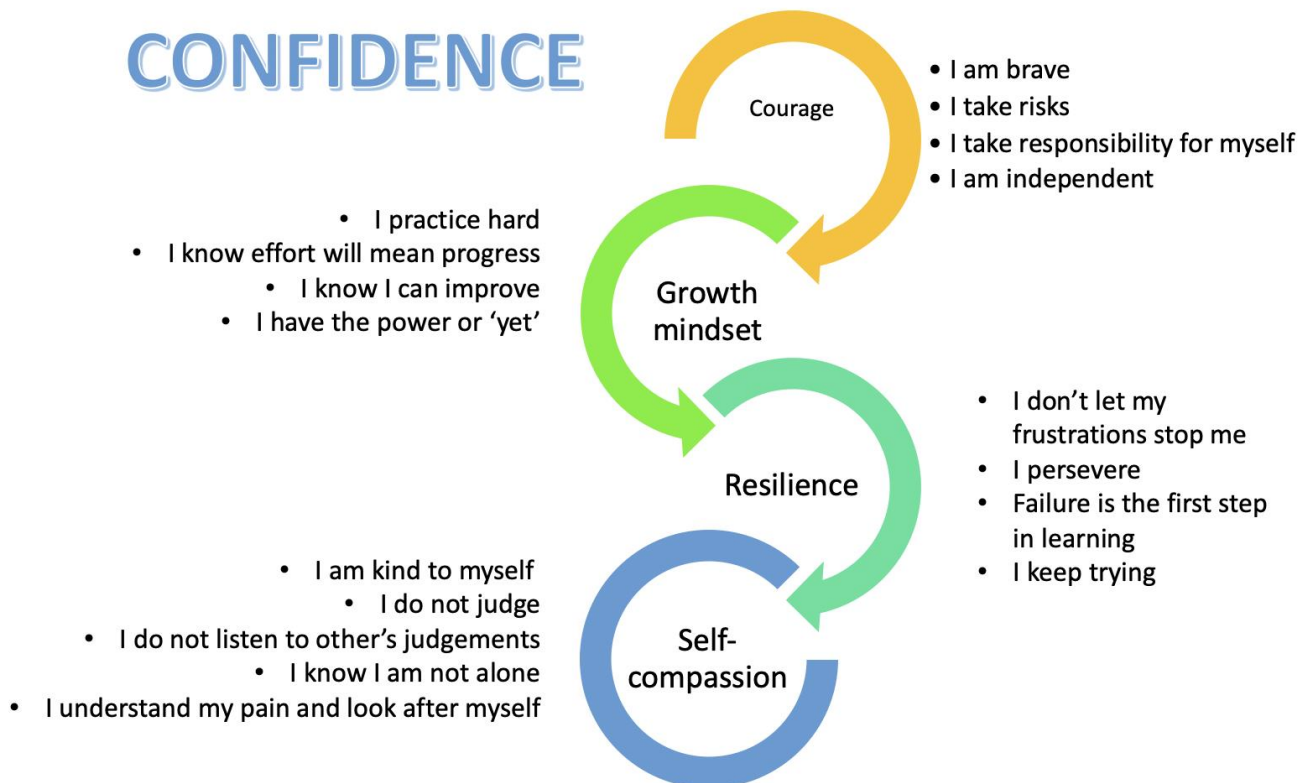 CONFIDENCE
Courage
• I am brave
• I take risks
• I take responsibility for myself
• I am independent
• I practice hard
• I know effort will mean progress
• I know I can improve
• I have the power or ‘yet’
Growth
mindset
Resilience
• I don’t let my
frustrations stop me
• I persevere
• Failure is the first step
in learning
• I keep trying
• I am kind to myself
• I do not judge
• I do not listen to other’s judgements
• I know I am not alone
• I understand my pain and look after myself
Self-
compassion